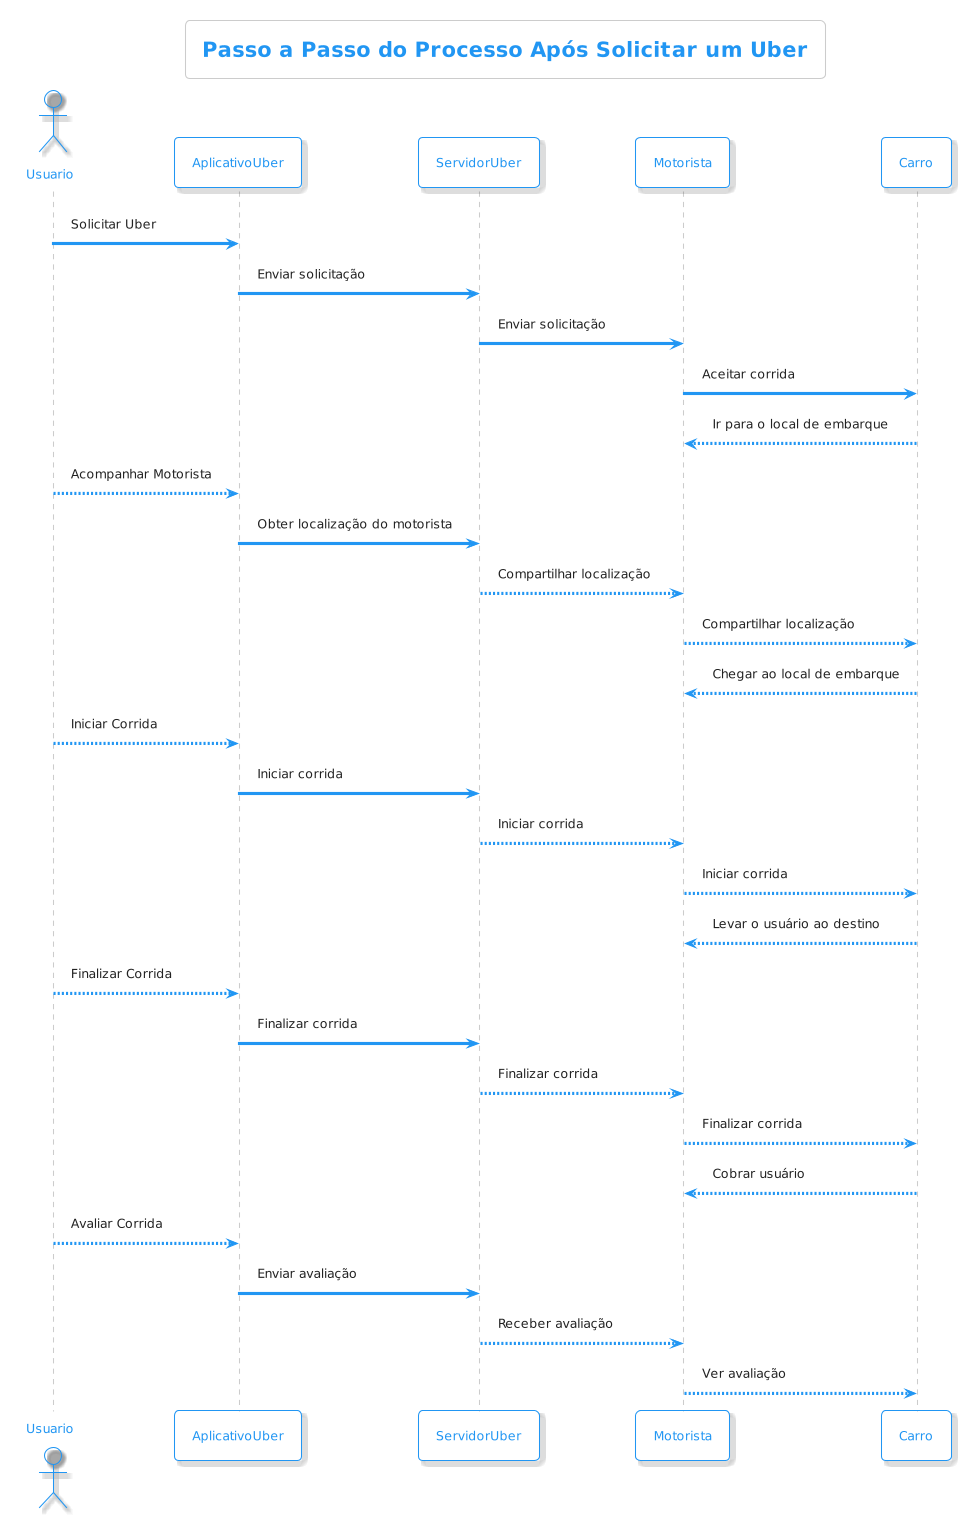 Passo a Passo do Processo Após Solicitar um Uber
Usuario
AplicativoUber
ServidorUber
Motorista
Carro
Solicitar Uber
Enviar solicitação
Enviar solicitação
Aceitar corrida
Ir para o local de embarque
Acompanhar Motorista
Obter localização do motorista
Compartilhar localização
Compartilhar localização
Chegar ao local de embarque
Iniciar Corrida
Iniciar corrida
Iniciar corrida
Iniciar corrida
Levar o usuário ao destino
Finalizar Corrida
Finalizar corrida
Finalizar corrida
Finalizar corrida
Cobrar usuário
Avaliar Corrida
Enviar avaliação
Receber avaliação
Ver avaliação
Usuario
AplicativoUber
ServidorUber
Motorista
Carro